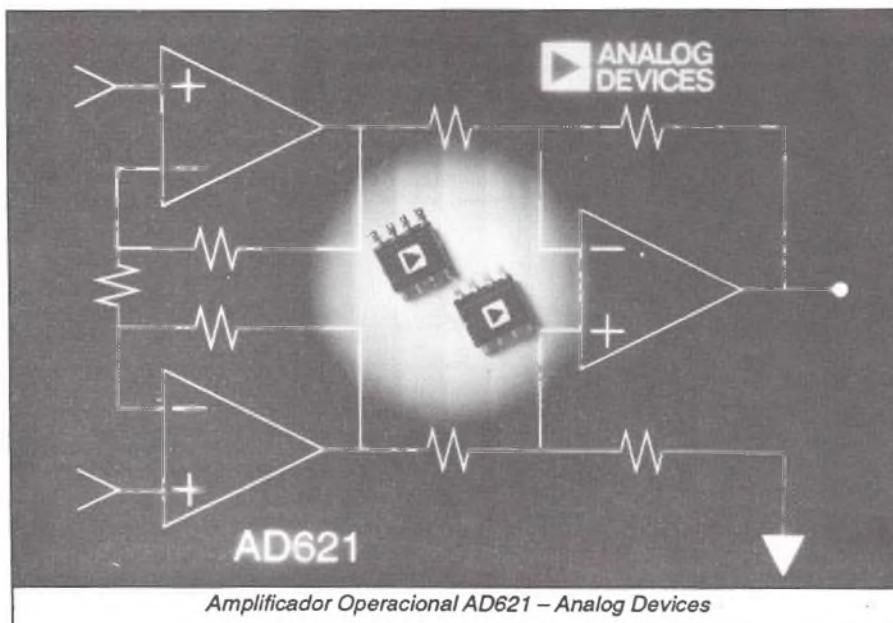 ANALOG
DEVICES
AD621
Amplificador Operacional AD621 – Analog Devices